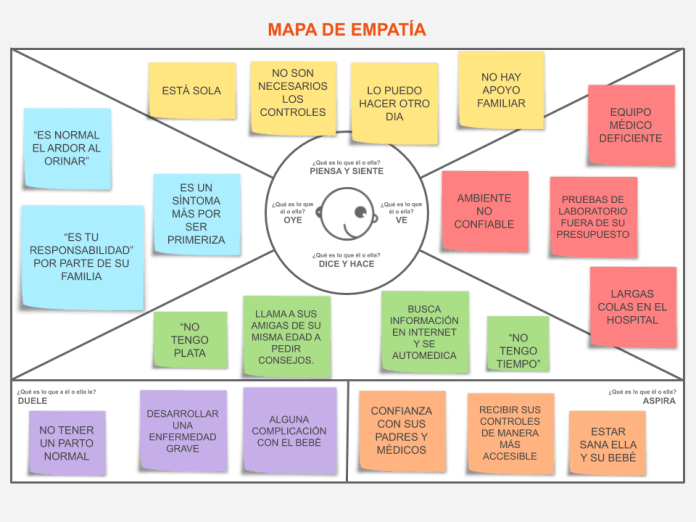 MAPA DE EMPATÍA
ESTÁ SOLA
NO SON
NECESARIOS
LOS
CONTROLES
LO PUEDO
HACER OTRO
DIA
NO HAY
APOYO
FAMILIAR
EQUIPO
MÉDICO
DEFICIENTE
“ES NORMAL
EL ARDOR AL
ORINAR”
ES UN
SÍNTOMA
MÁS POR
SER
PRIMERIZA
“ES TU
RESPONSABILIDAD”
POR PARTE DE SU
FAMILIA
¿Qué es lo que él o ella?
PIENSA Y SIENTE
¿Qué es lo que
él o ella?
OYE
¿Qué es lo que
él o ella?
VE
¿Qué es lo que él o ella?
DICE Y HACE
AMBIENTE
NO
CONFIABLE
PRUEBAS DE
LABORATORIO
FUERA DE SU
PRESUPUESTO
LARGAS
COLAS EN EL
HOSPITAL
“NO
TENGO
PLATA
LLAMA A SUS
AMIGAS DE SU
MISMA EDAD A
PEDIR
CONSEJOS.
BUSCA
INFORMACIÓN
EN INTERNET
Y SE
AUTOMEDICA
“NO
TENGO
TIEMPO”
¿Qué es lo que a él o ella le?
DUELE
NO TENER
UN PARTO
NORMAL
DESARROLLAR
UNA
ENFERMEDAD
GRAVE
ALGUNA
COMPLICACIÓN
CON EL BEBÉ
¿Qué es lo que él o ella?
ASPIRA
CONFIANZA
CON SUS
PADRES Y
MÉDICOS
RECIBIR SUS
CONTROLES
DE MANERA
MÁS
ACCESIBLE
ESTAR
SANA ELLA
Y SU BEBÉ